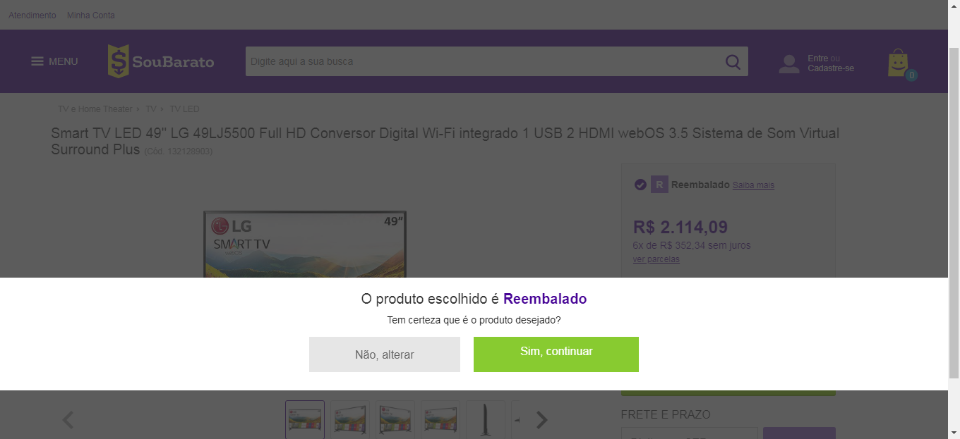 Atendimento Minha Conta
MENU
SouBarato
Digite aqui a sua busca
Entre ou
Cadastre-se
0
TV e Home Theater TV TV LED
Smart TV LED 49" LG 49LJ5500 Full HD Conversor Digital Wi-Fi integrado 1 USB 2 HDMI webOS 3.5 Sistema de Som Virtual
Surround Plus
R Reembalado Saiba mais
LG
49"
SMART TV
R$ 2.114,09
6x de R$ 352,34 sem juros
ver parcelas
O produto escolhido é Reembalado
Tem certeza que é o produto desejado?
Não, alterar
Sim, continuar
FRETE E PRAZO